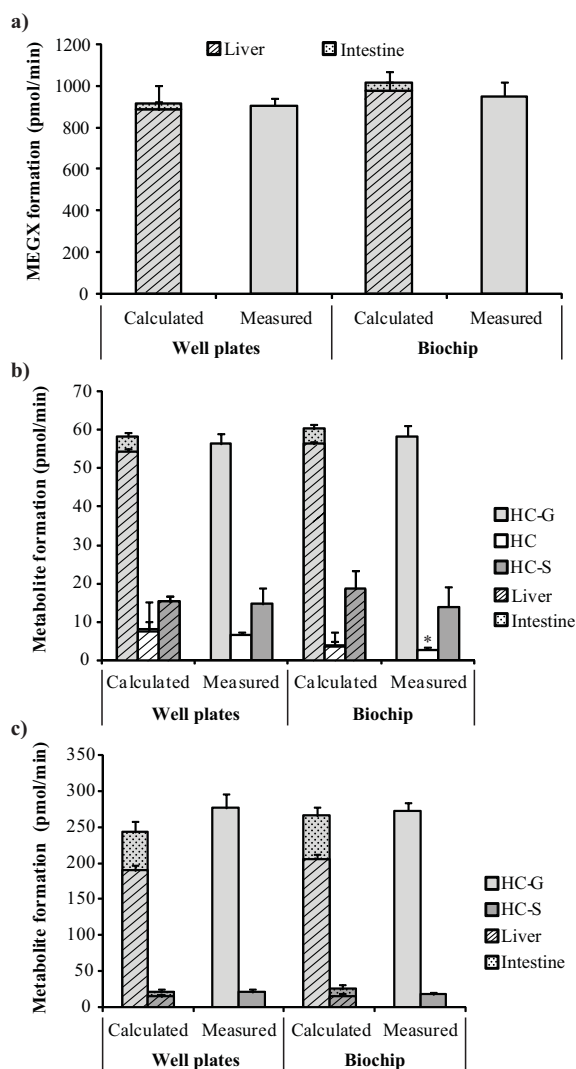 a)
MEGX formation (pmol/min)
1200
1000
800
600
400
200
0
Liver
Intestine
Calculated
Measured
Calculated
Measured
Well plates
Biochip
b)
Metabolite formation (pmol/min)
70
60
50
40
30
20
10
0
*
HC-G
HC
HC-S
Liver
Intestine
Calculated
Measured
Calculated
Measured
Well plates
Biochip
c)
Metabolite formation (pmol/min)
350
300
250
200
150
100
50
0
HC-G
HC-S
Liver
Intestine
Calculated
Measured
Calculated
Measured
Well plates
Biochip